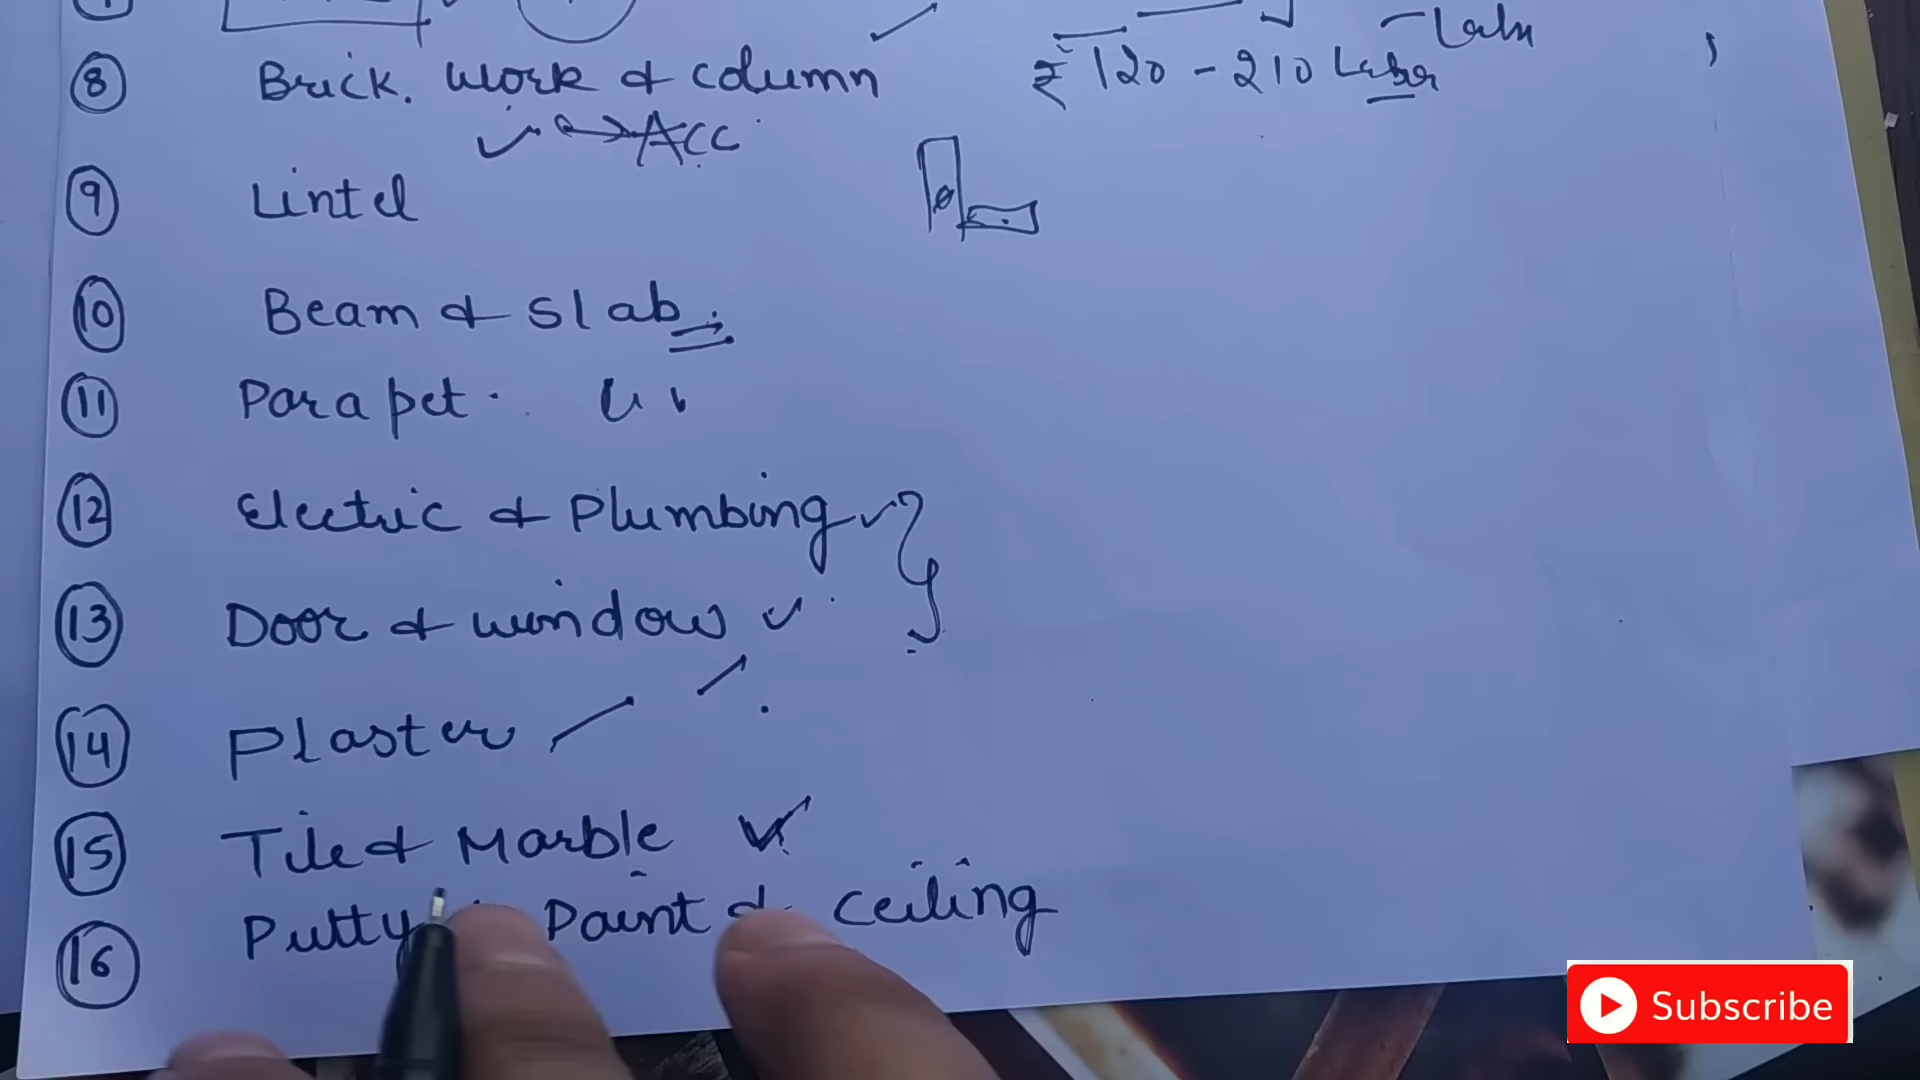 ⑧ Brick. work & column ₹ 120 - 210 Labor
✓ → ACC
⑨ Lintel
⑩ Beam & slab.
⑪ Parapet.
⑫ Electric & Plumbing ✓
⑬ Door & window ✓
⑭ Plaster
⑮ Tile & Marble ✓
⑯ Putty Paint & ceiling
Subscribe